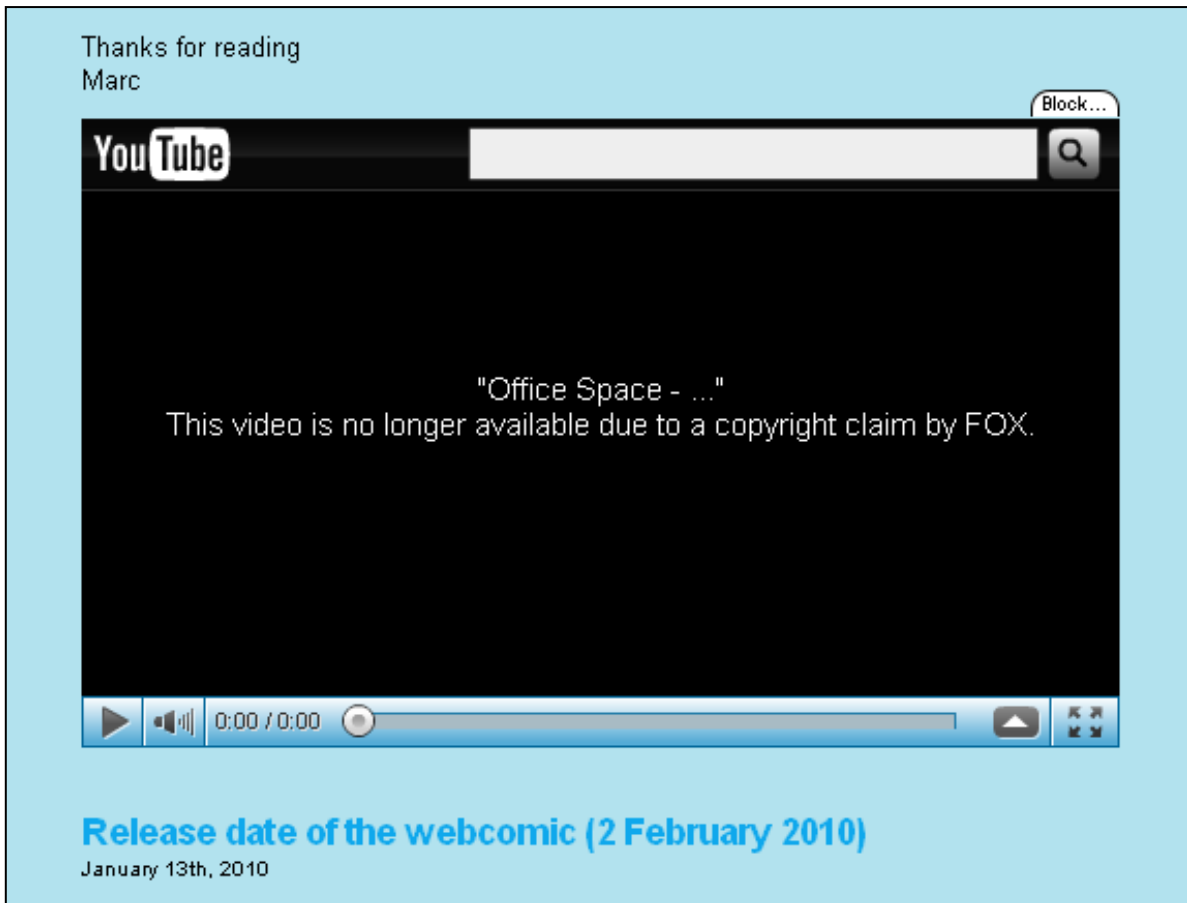 Thanks for reading
Marc
Block...
YouTube
"Office Space - ..."
This video is no longer available due to a copyright claim by FOX.
0:00 / 0:00
Release date of the webcomic (2 February 2010)
January 13th, 2010